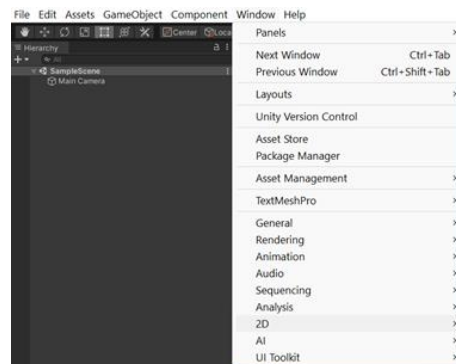 File Edit Assets GameObject Component Window Help
Center Loca
Hierarchy
All
SampleScene
Main Camera
Panels
Next Window Ctrl+Tab
Previous Window Ctrl+Shift+Tab
Layouts
Unity Version Control
Asset Store
Package Manager
Asset Management
TextMeshPro
General
Rendering
Animation
Audio
Sequencing
Analysis
2D
AI
UI Toolkit